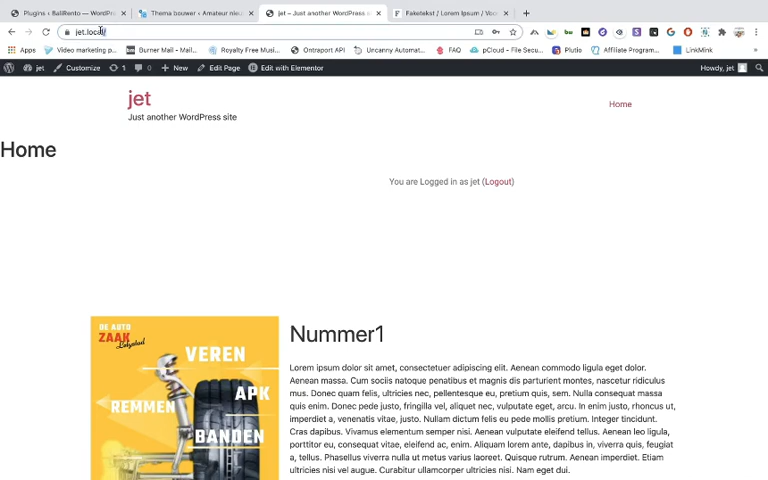 Plugins ‹ BaliRento — WordPr
Thema bouwer ‹ Amateur nieu
jet – Just another WordPress s
Faketekst / Lorem Ipsum / Voo
jet.local/
Apps
Video marketing p...
Burner Mail - Mail...
Royalty Free Musi...
Ontraport API
Uncanny Automat...
FAQ
pCloud - File Secu...
Plutio
Affiliate Program...
LinkMink
jet
Customize
1
0
New
Edit Page
Edit with Elementor
Howdy, jet
jet
Just another WordPress site
Home
Home
You are Logged in as jet (Logout)
DE AUTO
ZAAK
Lelystad
VEREN
APK
REMMEN
BANDEN
Nummer1
Lorem ipsum dolor sit amet, consectetuer adipiscing elit. Aenean commodo ligula eget dolor.
Aenean massa. Cum sociis natoque penatibus et magnis dis parturient montes, nascetur ridiculus
mus. Donec quam felis, ultricies nec, pellentesque eu, pretium quis, sem. Nulla consequat massa
quis enim. Donec pede justo, fringilla vel, aliquet nec, vulputate eget, arcu. In enim justo, rhoncus ut,
imperdiet a, venenatis vitae, justo. Nullam dictum felis eu pede mollis pretium. Integer tincidunt.
Cras dapibus. Vivamus elementum semper nisi. Aenean vulputate eleifend tellus. Aenean leo ligula,
porttitor eu, consequat vitae, eleifend ac, enim. Aliquam lorem ante, dapibus in, viverra quis, feugiat
a, tellus. Phasellus viverra nulla ut metus varius laoreet. Quisque rutrum. Aenean imperdiet. Etiam
ultricies nisi vel augue. Curabitur ullamcorper ultricies nisi. Nam eget dui.